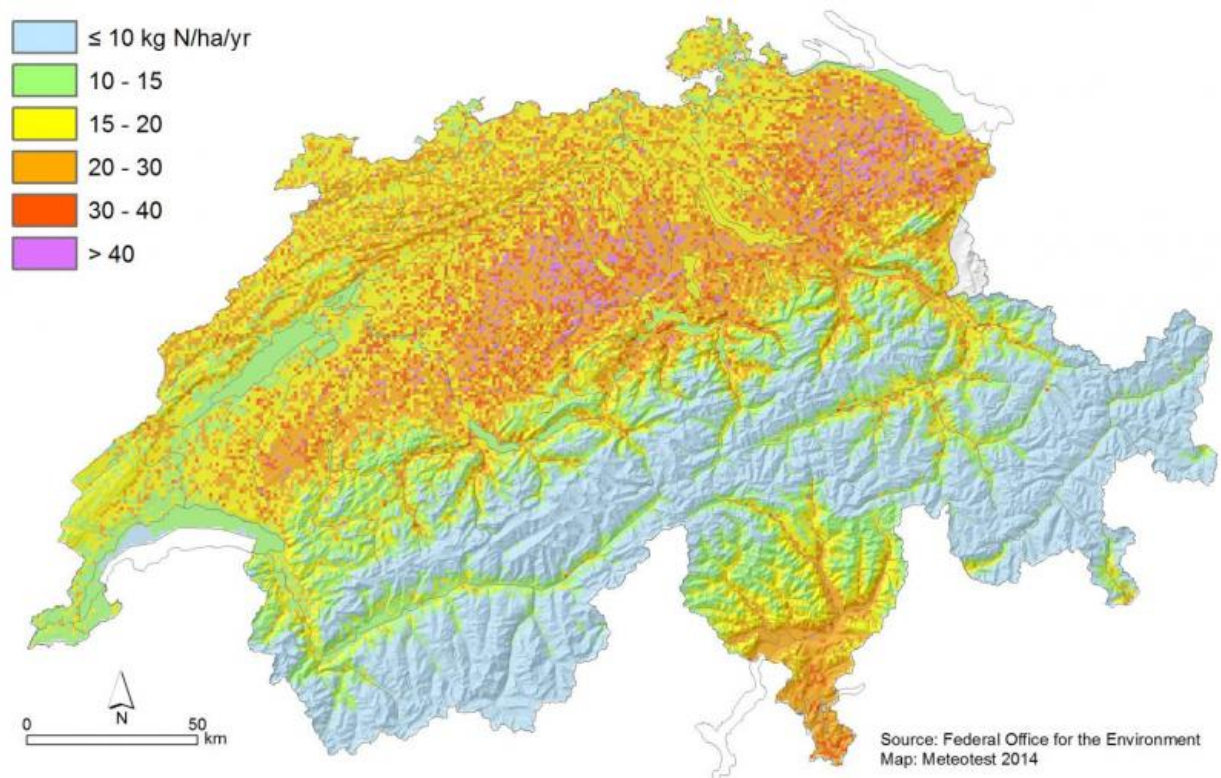 ≤ 10 kg N/ha/yr
10 - 15
15 - 20
20 - 30
30 - 40
> 40
N
0 50
km
Source: Federal Office for the Environment
Map: Meteotest 2014